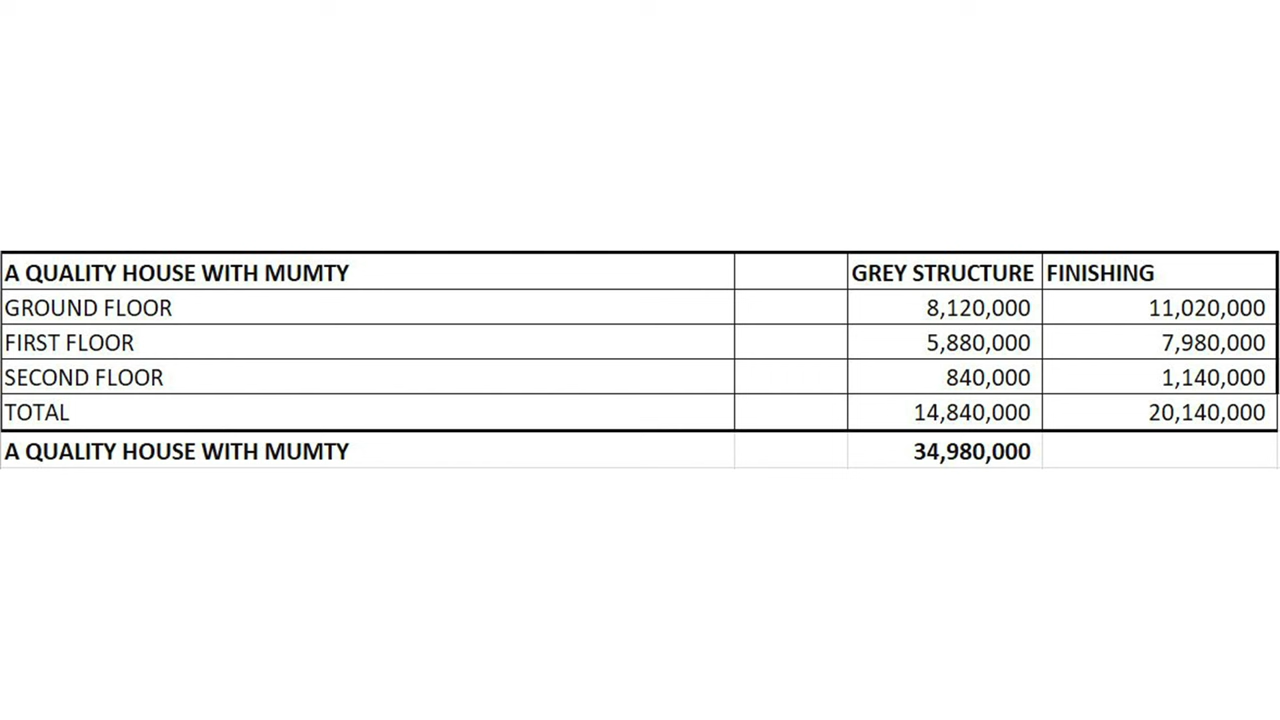 A QUALITY HOUSE WITH MUMTY GREY STRUCTURE FINISHING
GROUND FLOOR 8,120,000 11,020,000
FIRST FLOOR 5,880,000 7,980,000
SECOND FLOOR 840,000 1,140,000
TOTAL 14,840,000 20,140,000
A QUALITY HOUSE WITH MUMTY 34,980,000